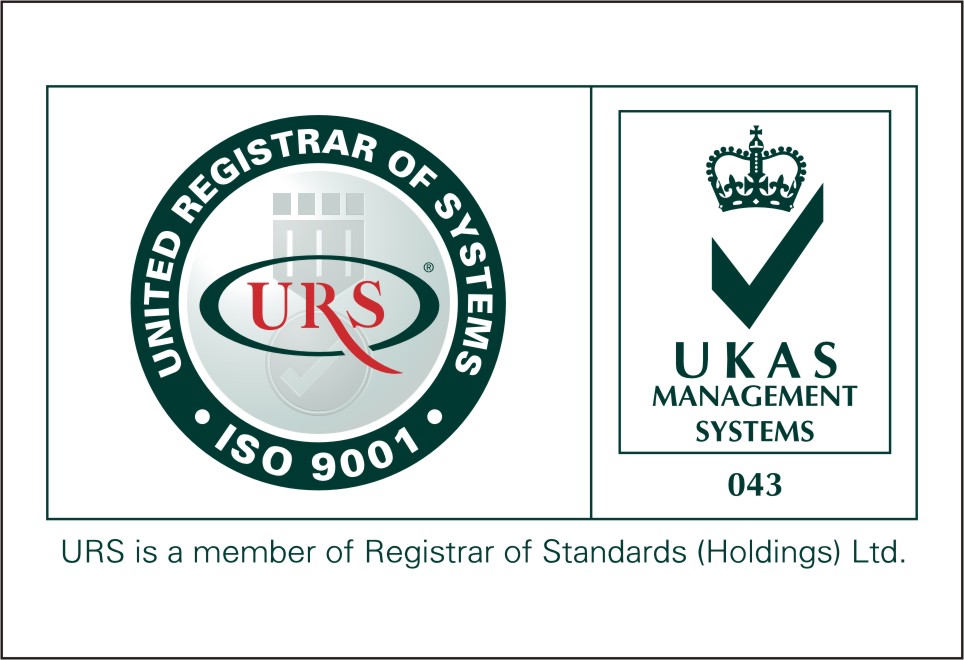 UNITED REGISTRAR OF SYSTEMS
URS®
• ISO 9001 •
UKAS
MANAGEMENT
SYSTEMS
043
URS is a member of Registrar of Standards (Holdings) Ltd.